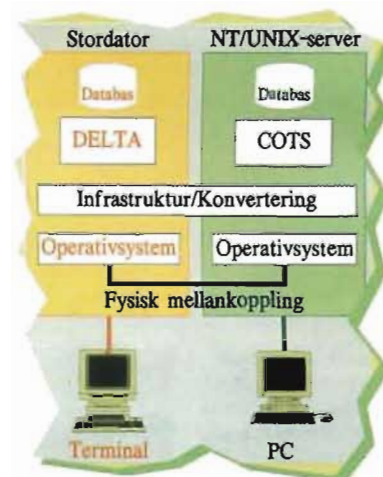 Stordator NT/UNIX-server
Databas Databas
DELTA COTS
Infrastruktur/Konvertering
Operativsystem Operativsystem
Fysisk mellankoppling
Terminal PC